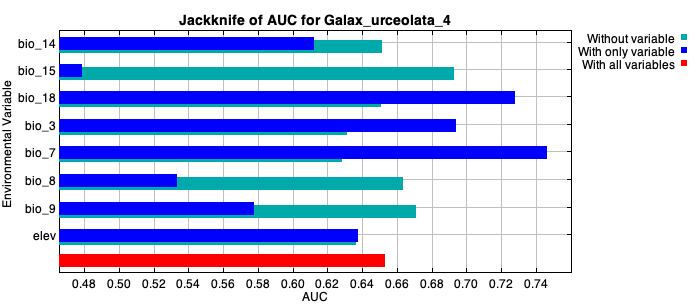 Jackknife of AUC for Galax_urceolata_4
Without variable
With only variable
With all variables
Environmental Variable
bio_14
bio_15
bio_18
bio_3
bio_7
bio_8
bio_9
elev
0.48 0.50 0.52 0.54 0.56 0.58 0.60 0.62 0.64 0.66 0.68 0.70 0.72 0.74
AUC